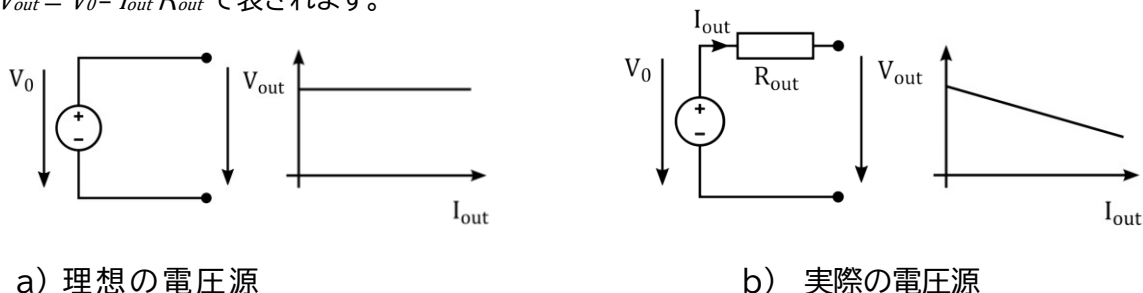 Vout = V0 – Iout Rout で表されます。
V0
Vout
Iout
Iout
V0
Rout
Vout
Iout
a) 理想の電圧源
b) 実際の電圧源